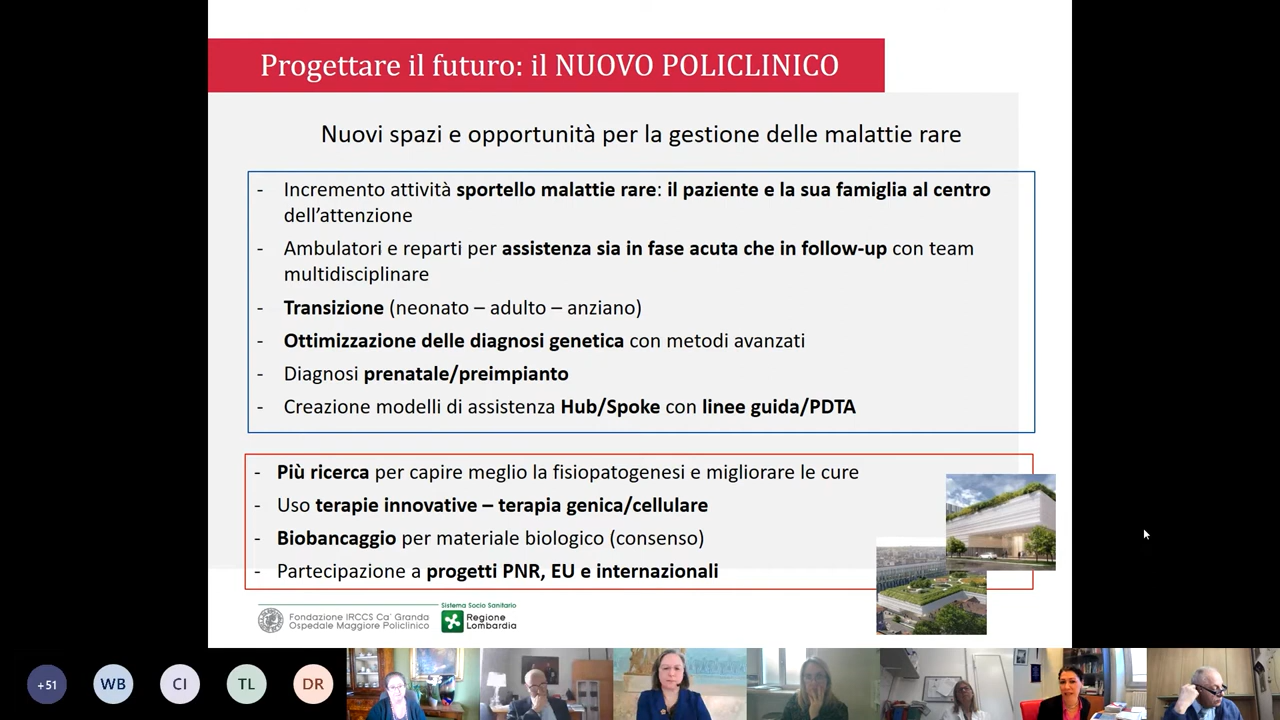 Progettare il futuro: il NUOVO POLICLINICO
Nuovi spazi e opportunità per la gestione delle malattie rare
- Incremento attività sportello malattie rare: il paziente e la sua famiglia al centro
dell'attenzione
- Ambulatori e reparti per assistenza sia in fase acuta che in follow-up con team
multidisciplinare
- Transizione (neonato – adulto – anziano)
- Ottimizzazione delle diagnosi genetica con metodi avanzati
- Diagnosi prenatale/preimpianto
- Creazione modelli di assistenza Hub/Spoke con linee guida/PDTA
- Più ricerca per capire meglio la fisiopatogenesi e migliorare le cure
- Uso terapie innovative – terapia genica/cellulare
- Biobancaggio per materiale biologico (consenso)
- Partecipazione a progetti PNR, EU e internazionali
Fondazione IRCCS Ca' Granda
Ospedale Maggiore Policlinico
Sistema Socio Sanitario
Regione
Lombardia
+51
WB
CI
TL
DR